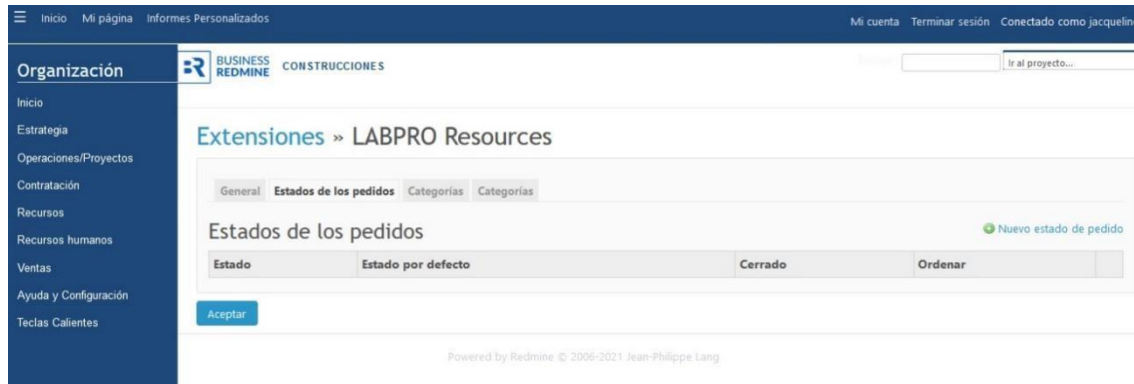 ☰ Inicio Mi página Informes Personalizados Mi cuenta Terminar sesión Conectado como jacquelin
Organización
BUSINESS REDMINE CONSTRUCCIONES Ir al proyecto...
Inicio
Estrategia
Operaciones/Proyectos
Contratación
Recursos
Recursos humanos
Ventas
Ayuda y Configuración
Teclas Calientes
Extensiones » LABPRO Resources
General Estados de los pedidos Categorías Categorías
Estados de los pedidos Nuevo estado de pedido
Estado Estado por defecto Cerrado Ordenar
Aceptar
Powered by Redmine © 2006-2021 Jean-Philippe Lang